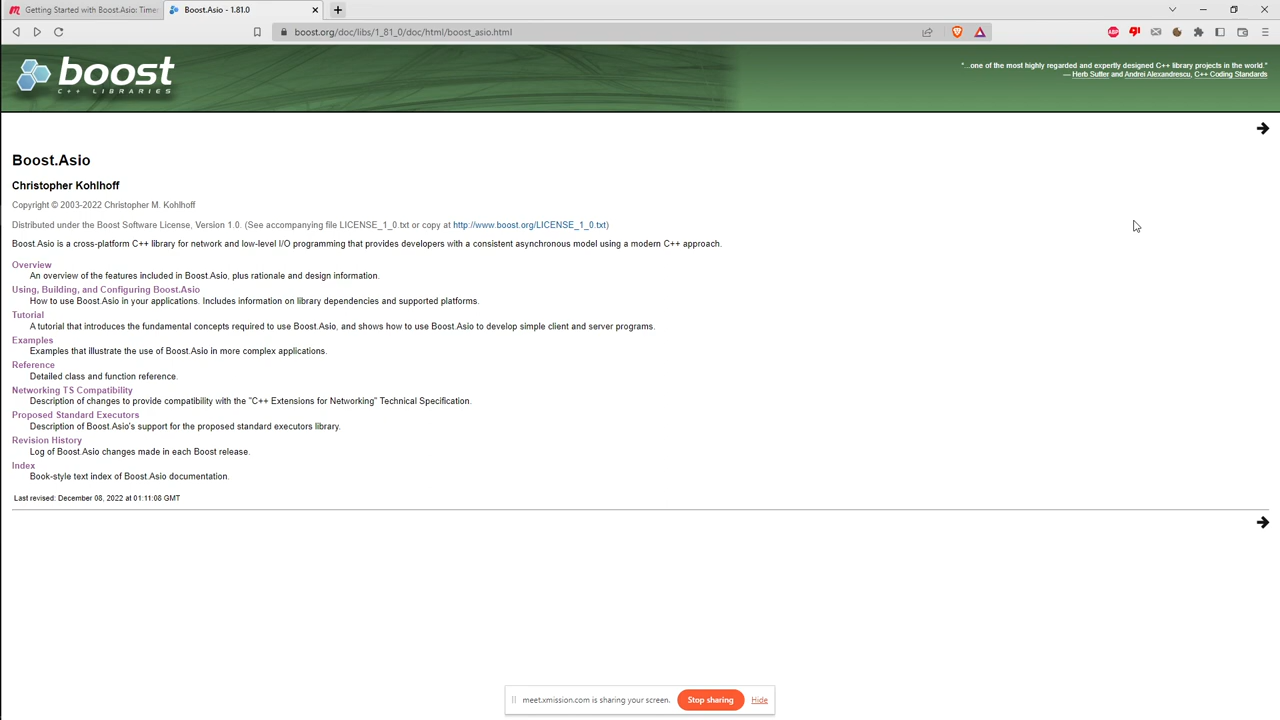 Getting Started with Boost.Asio: Time
Boost.Asio - 1.81.0
boost.org/doc/libs/1_81_0/doc/html/boost_asio.html
ABP
boost
C++ LIBRARIES
"...one of the most highly regarded and expertly designed C++ library projects in the world."
— Herb Sutter and Andrei Alexandrescu, C++ Coding Standards
Boost.Asio
Christopher Kohlhoff
Copyright © 2003-2022 Christopher M. Kohlhoff
Distributed under the Boost Software License, Version 1.0. (See accompanying file LICENSE_1_0.txt or copy at http://www.boost.org/LICENSE_1_0.txt)
Boost.Asio is a cross-platform C++ library for network and low-level I/O programming that provides developers with a consistent asynchronous model using a modern C++ approach.
Overview
An overview of the features included in Boost.Asio, plus rationale and design information.
Using, Building, and Configuring Boost.Asio
How to use Boost.Asio in your applications. Includes information on library dependencies and supported platforms.
Tutorial
A tutorial that introduces the fundamental concepts required to use Boost.Asio, and shows how to use Boost.Asio to develop simple client and server programs.
Examples
Examples that illustrate the use of Boost.Asio in more complex applications.
Reference
Detailed class and function reference.
Networking TS Compatibility
Description of changes to provide compatibility with the "C++ Extensions for Networking" Technical Specification.
Proposed Standard Executors
Description of Boost.Asio's support for the proposed standard executors library.
Revision History
Log of Boost.Asio changes made in each Boost release.
Index
Book-style text index of Boost.Asio documentation.
Last revised: December 08, 2022 at 01:11:08 GMT
meet.xmission.com is sharing your screen.
Stop sharing
Hide